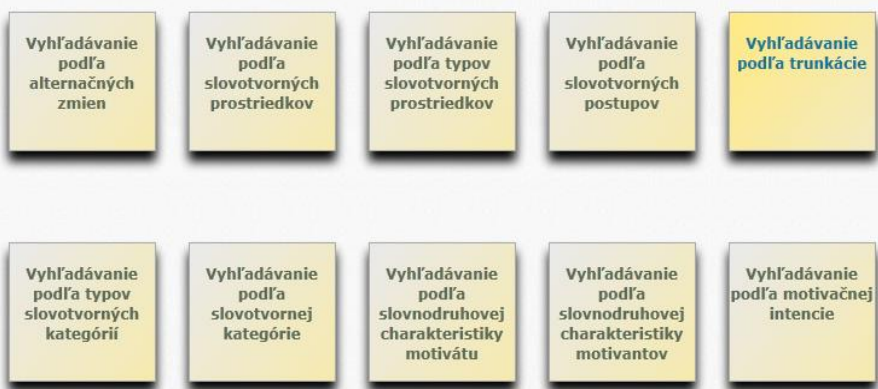 Vyhľadávanie
podľa
alternačných
zmien
Vyhľadávanie
podľa
slovotvorných
prostriedkov
Vyhľadávanie
podľa typov
slovotvorných
prostriedkov
Vyhľadávanie
podľa
slovotvorných
postupov
Vyhľadávanie
podľa trunkácie
Vyhľadávanie
podľa typov
slovotvorných
kategórií
Vyhľadávanie
podľa
slovotvornej
kategórie
Vyhľadávanie
podľa
slovnodruhovej
charakteristiky
motivátu
Vyhľadávanie
podľa
slovnodruhovej
charakteristiky
motivantov
Vyhľadávanie
podľa motivačnej
intencie